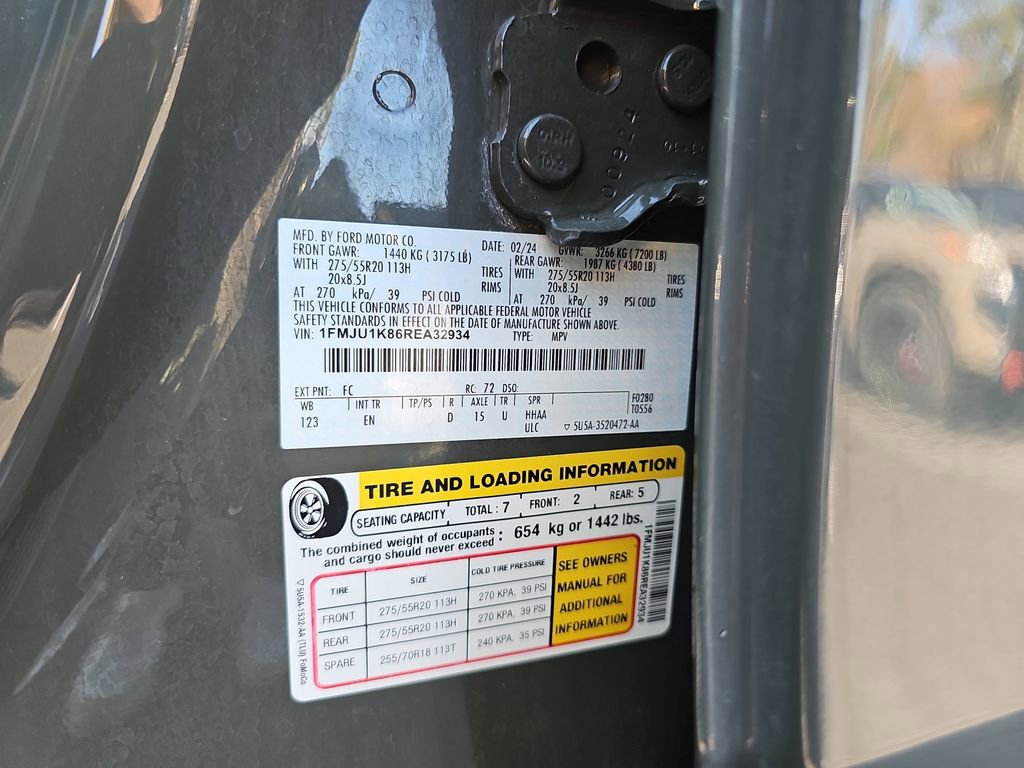 00924
11-16
MFD. BY FORD MOTOR CO. DATE: 02/24 GVWR: 3266 KG ( 7200 LB)
FRONT GAWR: 1440 KG ( 3175 LB) REAR GAWR: 1987 KG ( 4380 LB)
WITH 275/55R20 113H TIRES WITH 275/55R20 113H TIRES
20x8.5J RIMS 20x8.5J RIMS
AT 270 kPa/ 39 PSI COLD AT 270 kPa/ 39 PSI COLD
THIS VEHICLE CONFORMS TO ALL APPLICABLE FEDERAL MOTOR VEHICLE
SAFETY STANDARDS IN EFFECT ON THE DATE OF MANUFACTURE SHOWN ABOVE.
VIN: 1FMJU1K86REA32934 TYPE: MPV
EXT PNT: FC RC: 72 DSO:
WB INT TR TP/PS R AXLE TR SPR F0280
123 EN D 15 U HHAA T0556
ULC ▽ 5U5A-3520472-AA
TIRE AND LOADING INFORMATION
SEATING CAPACITY TOTAL : 7 FRONT: 2 REAR: 5
The combined weight of occupants and cargo should never exceed : 654 kg or 1442 lbs.
TIRE SIZE COLD TIRE PRESSURE
FRONT 275/55R20 113H 270 KPA, 39 PSI
REAR 275/55R20 113H 270 KPA, 39 PSI
SPARE 255/70R18 113T 240 KPA, 35 PSI
SEE OWNERS
MANUAL FOR
ADDITIONAL
INFORMATION
1FMJU1K86REA32934
▽ 5U5A-1532-AA (TLU) FoMoCo